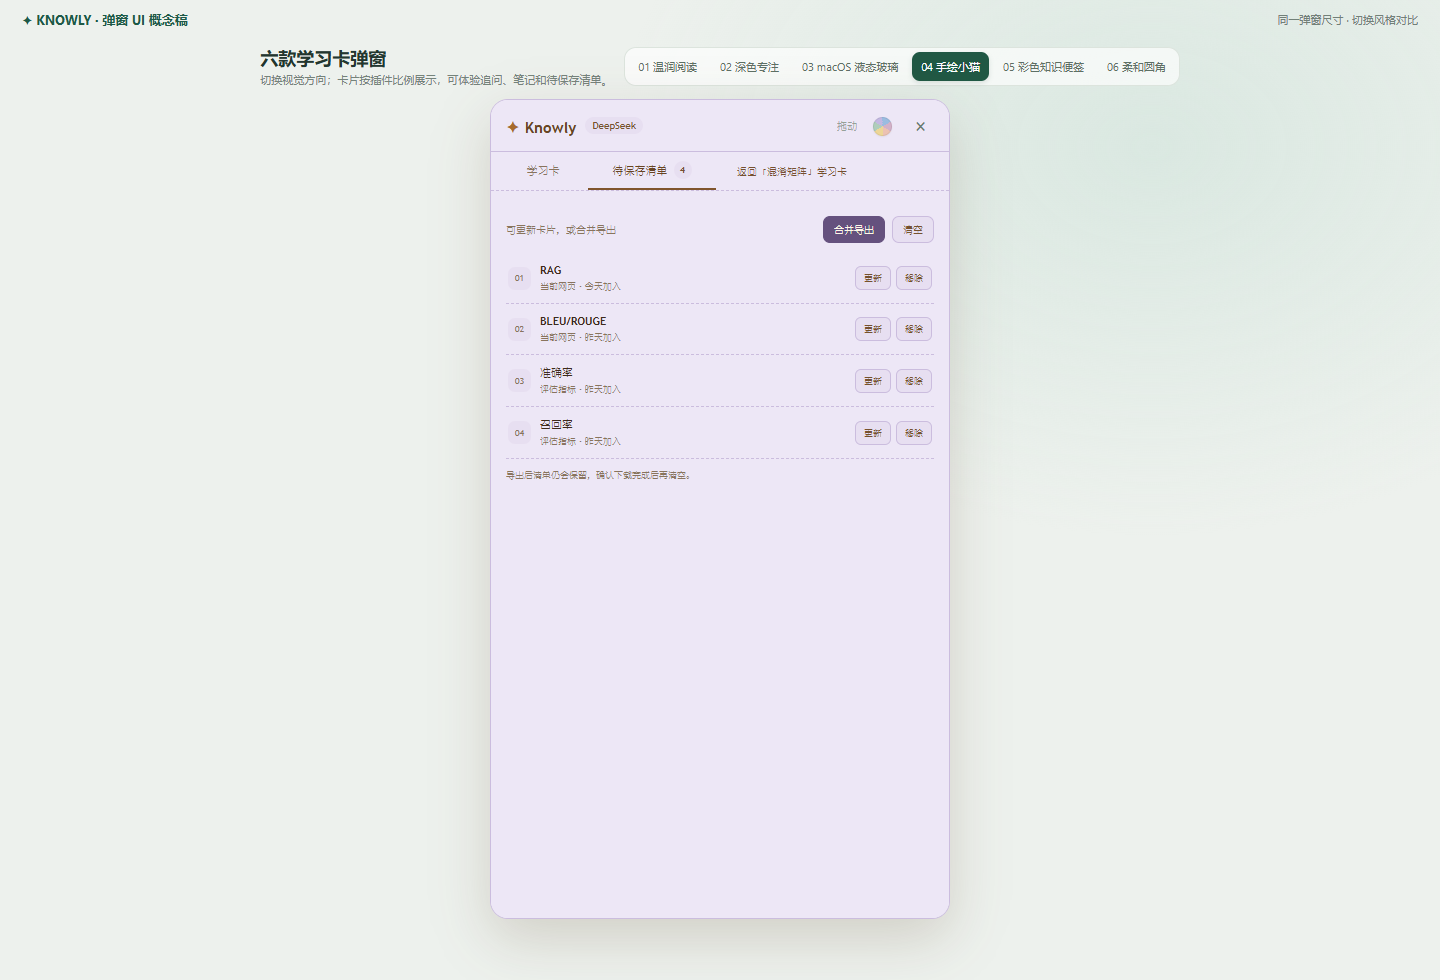 ✦ KNOWLY · 弹窗 UI 概念稿
同一弹窗尺寸 · 切换风格对比
六款学习卡弹窗
切换视觉方向；卡片按插件比例展示，可体验追问、笔记和待保存清单。
01 温润阅读 02 深色专注 03 macOS 液态玻璃 04 手绘小猫 05 彩色知识便签 06 柔和圆角
✦ Knowly DeepSeek 拖动 ×
学习卡 待保存清单 4 返回「混淆矩阵」学习卡
可更新卡片，或合并导出 合并导出 清空
01 RAG 更新 移除
当前网页 · 今天加入
02 BLEU/ROUGE 更新 移除
当前网页 · 昨天加入
03 准确率 更新 移除
评估指标 · 昨天加入
04 召回率 更新 移除
评估指标 · 昨天加入
导出后清单仍会保留，确认下载完成后再清空。